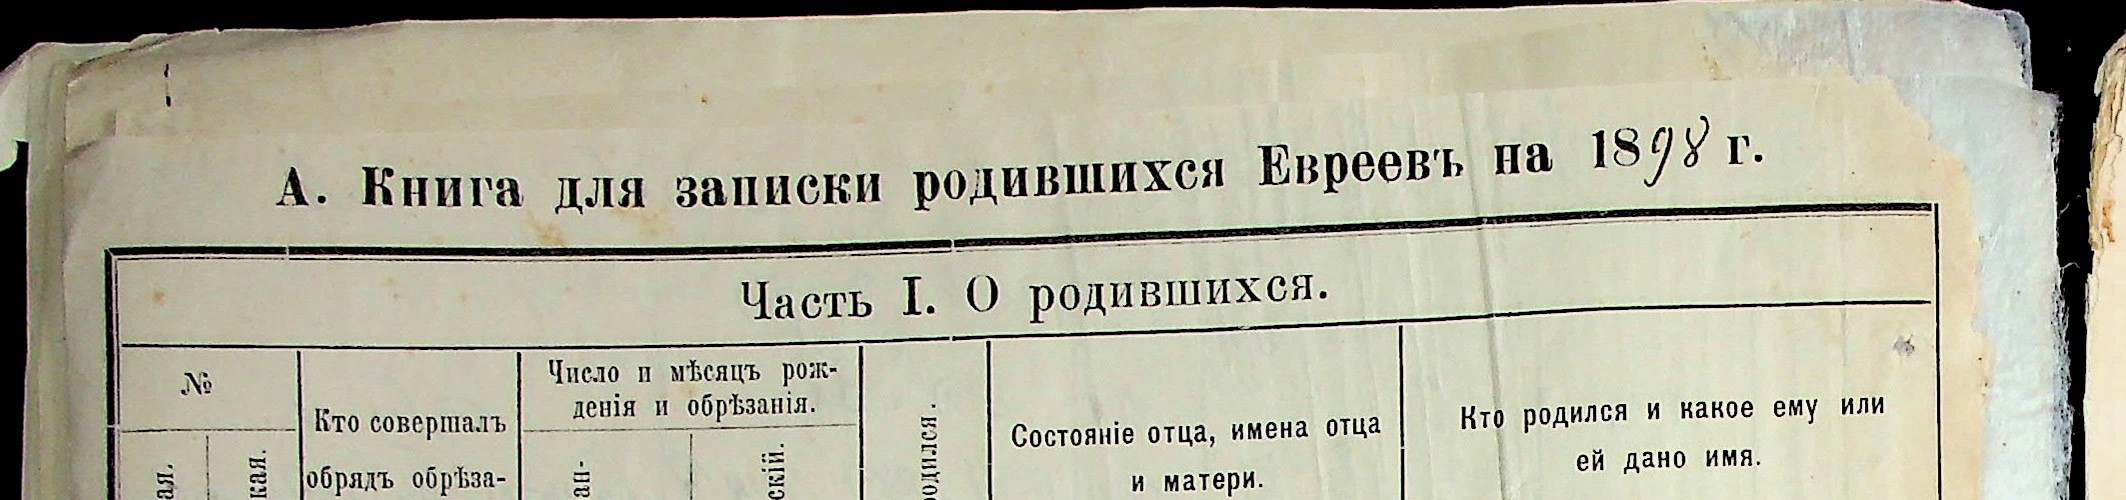 А. Книга для записки родившихся Евреевъ на 1898 г.
Часть I. О родившихся.
№
Кто совершалъ
обрядъ обрѣза-
Число и мѣсяцъ рож-
денія и обрѣзанія.
Состояніе отца, имена отца
и матери.
Кто родился и какое ему или
ей дано имя.